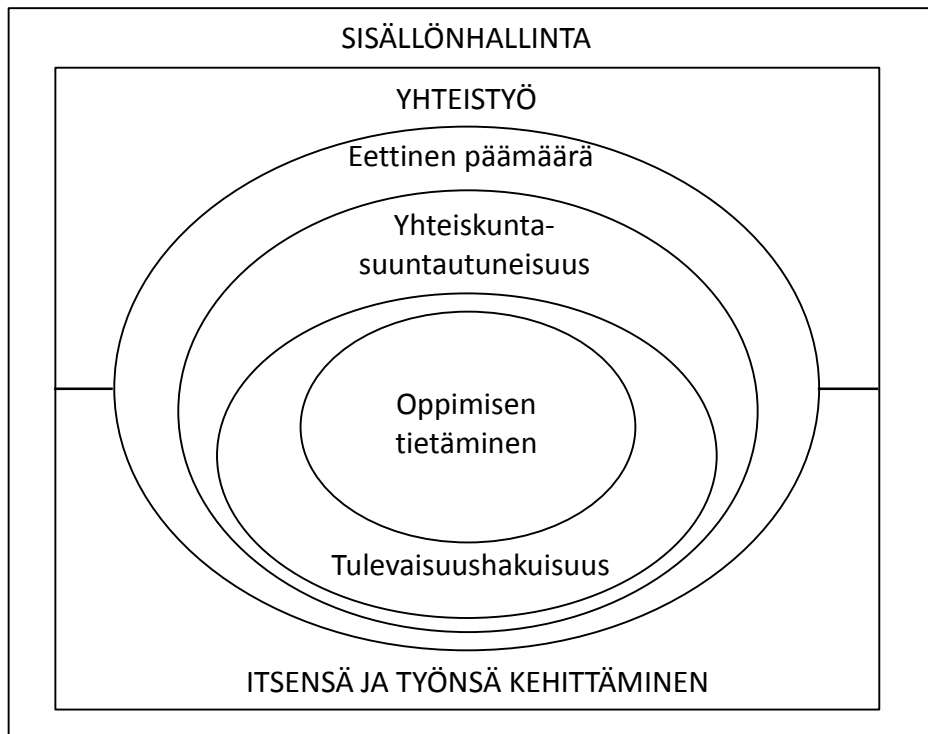 SISÄLLÖNHALLINTA
YHTEISTYÖ
Eettinen päämäärä
Yhteiskunta-
suuntautuneisuus
Oppimisen
tietäminen
Tulevaisuushakuisuus
ITSENSÄ JA TYÖNSÄ KEHITTÄMINEN